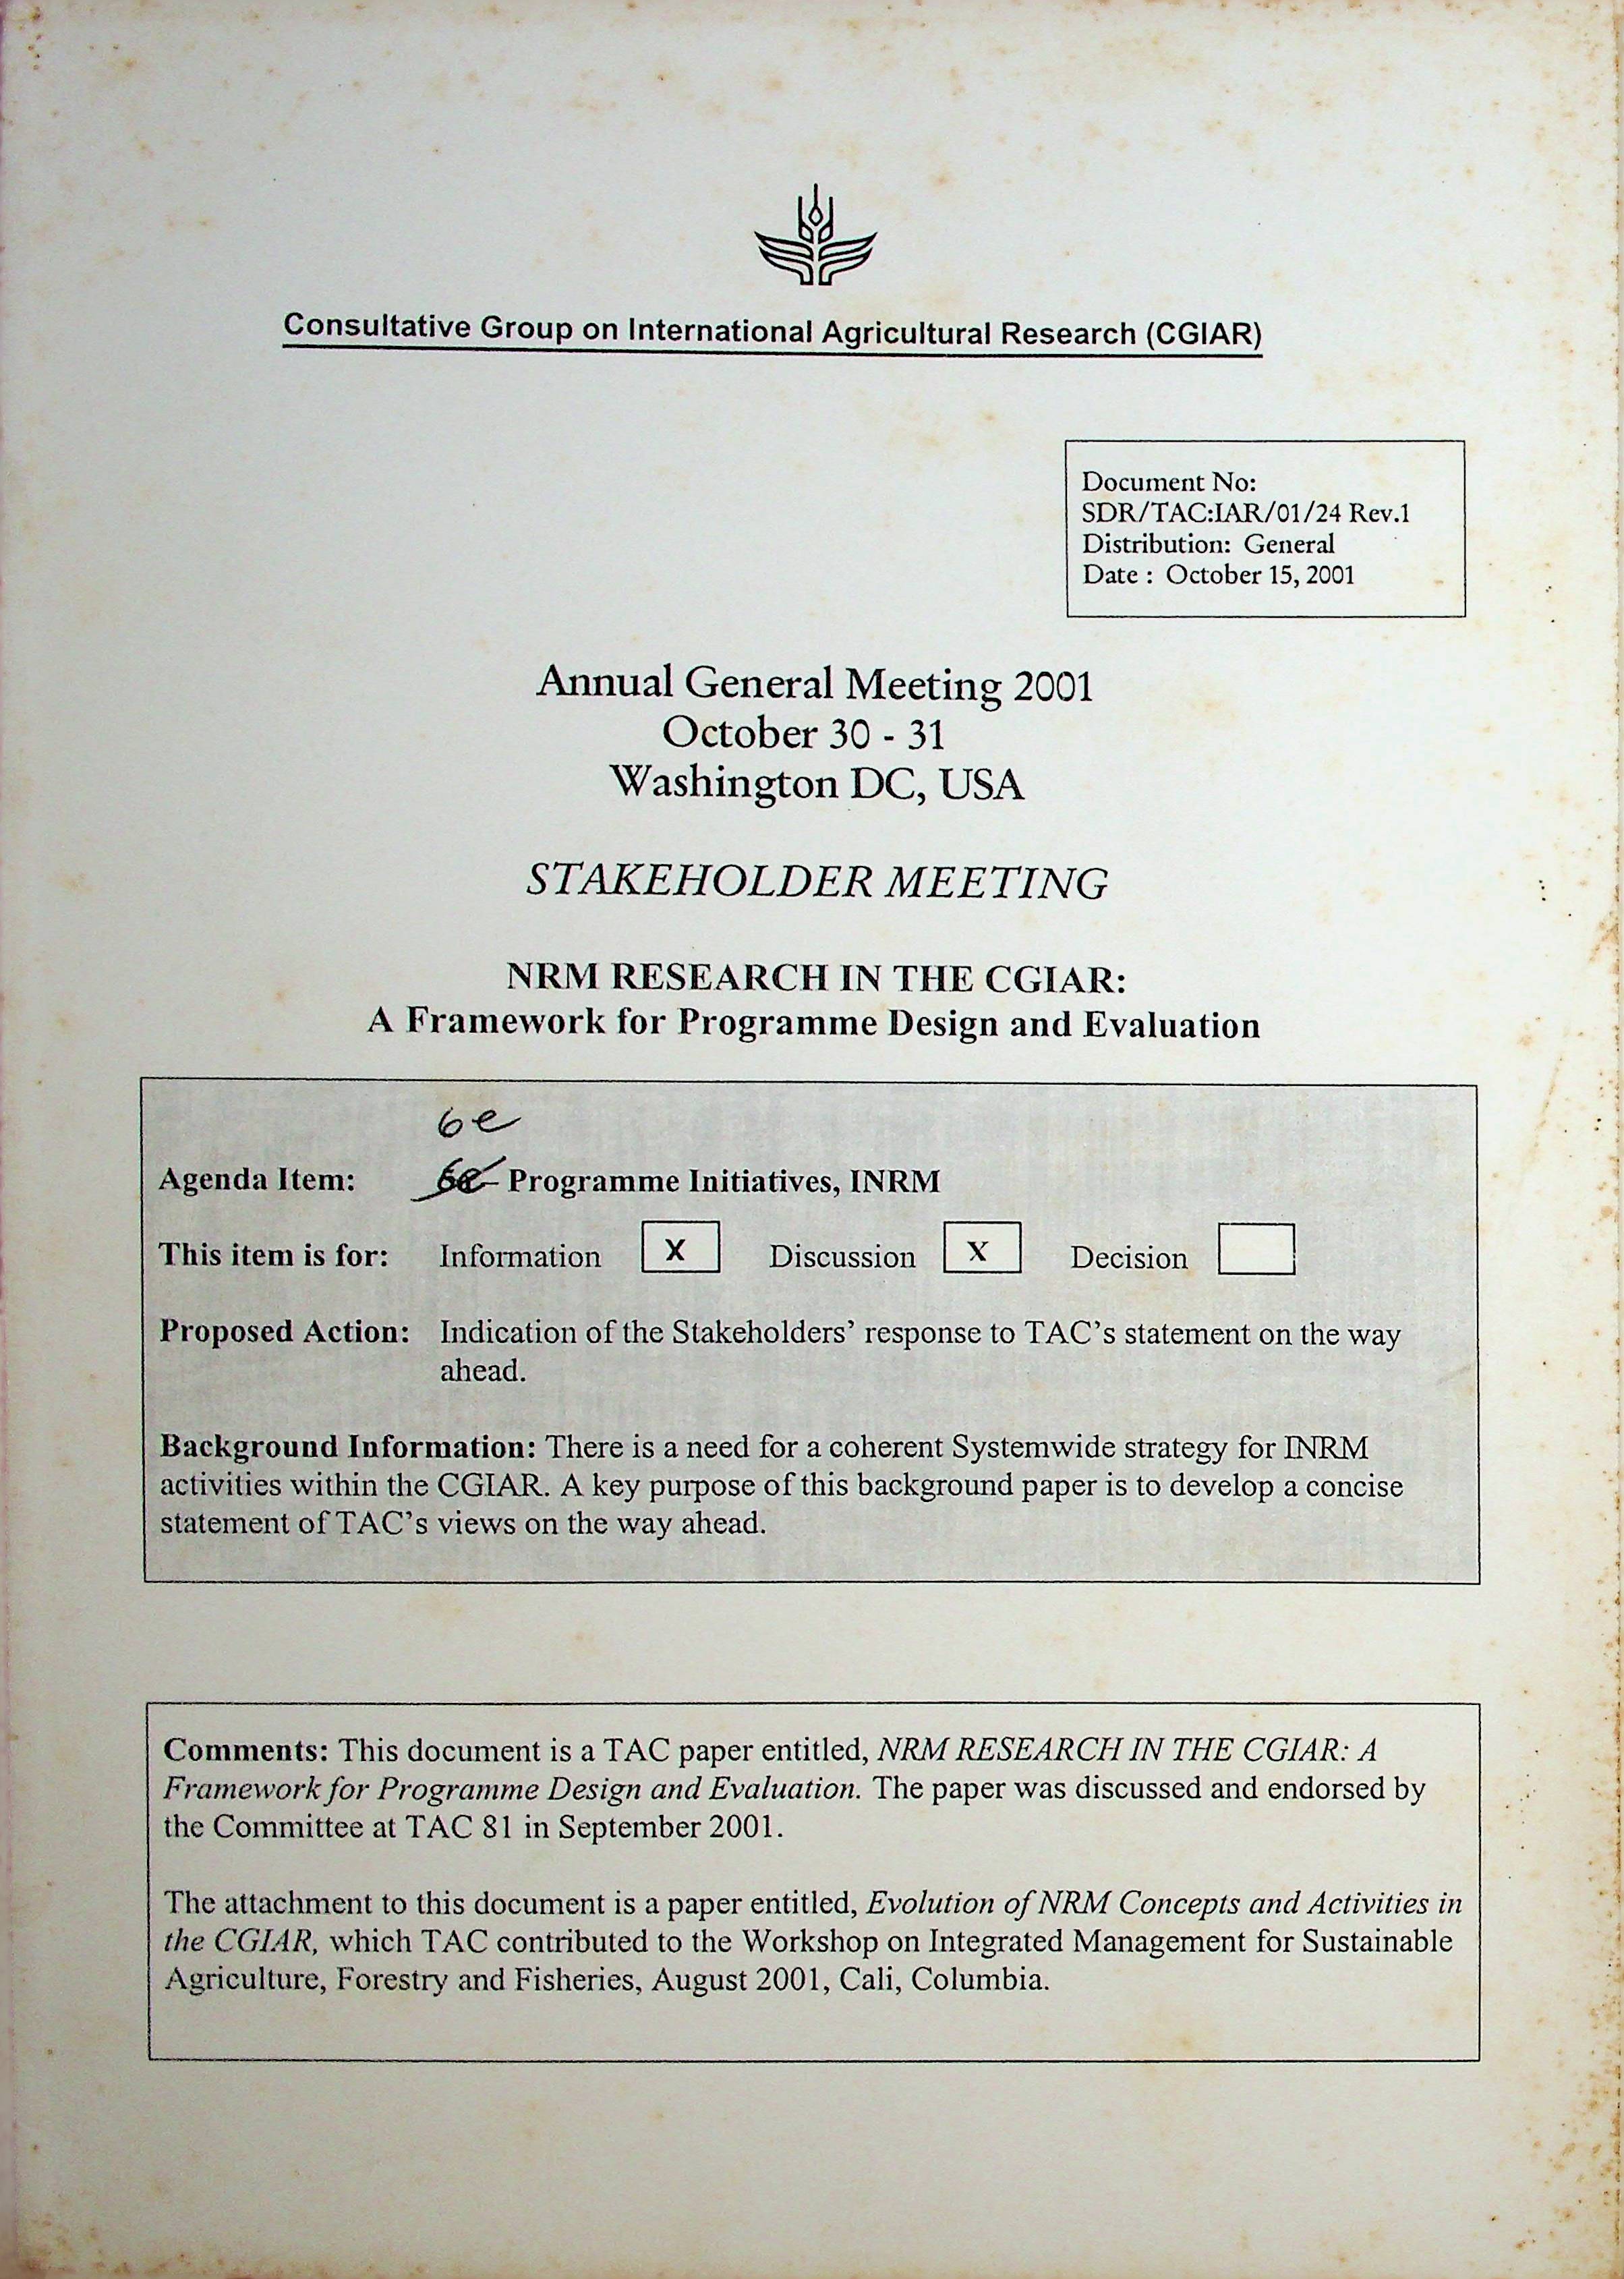 Consultative Group on International Agricultural Research (CGIAR)
Document No:
SDR/TAC:IAR/01/24 Rev.1
Distribution: General
Date : October 15, 2001
Annual General Meeting 2001
October 30 - 31
Washington DC, USA
STAKEHOLDER MEETING
NRM RESEARCH IN THE CGIAR:
A Framework for Programme Design and Evaluation
6e
Agenda Item: Programme Initiatives, INRM
This item is for: Information X Discussion X Decision
Proposed Action: Indication of the Stakeholders' response to TAC's statement on the way
ahead.
Background Information: There is a need for a coherent Systemwide strategy for INRM
activities within the CGIAR. A key purpose of this background paper is to develop a concise
statement of TAC's views on the way ahead.
Comments: This document is a TAC paper entitled, NRM RESEARCH IN THE CGIAR: A
Framework for Programme Design and Evaluation. The paper was discussed and endorsed by
the Committee at TAC 81 in September 2001.
The attachment to this document is a paper entitled, Evolution of NRM Concepts and Activities in
the CGIAR, which TAC contributed to the Workshop on Integrated Management for Sustainable
Agriculture, Forestry and Fisheries, August 2001, Cali, Columbia.